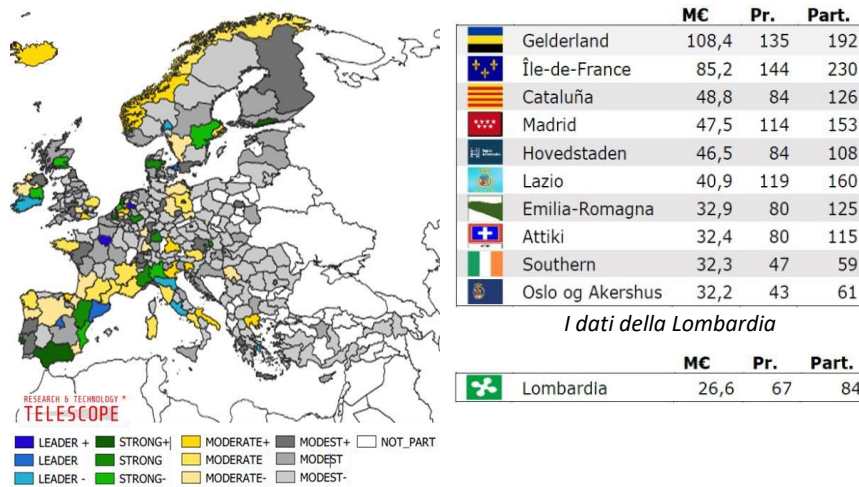 M€ Pr. Part.
Gelderland 108,4 135 192
Île-de-France 85,2 144 230
Cataluña 48,8 84 126
Madrid 47,5 114 153
Hovedstaden 46,5 84 108
Lazio 40,9 119 160
Emilia-Romagna 32,9 80 125
Attiki 32,4 80 115
Southern 32,3 47 59
Oslo og Akershus 32,2 43 61
I dati della Lombardia
M€ Pr. Part.
Lombardia 26,6 67 84
RESEARCH & TECHNOLOGY
TELESCOPE
LEADER + STRONG+ MODERATE+ MODEST+ NOT_PART
LEADER STRONG MODERATE MODEST
LEADER - STRONG- MODERATE- MODEST-